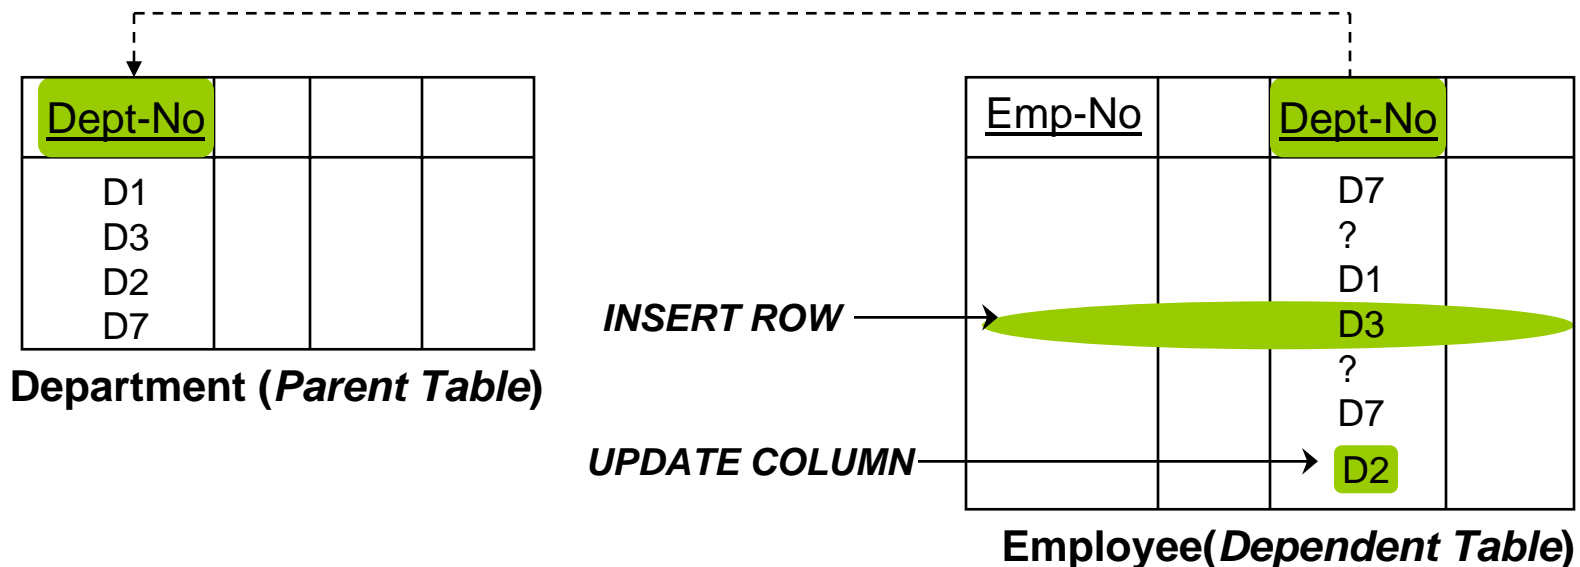 Dept-No
D1
D3
D2
D7
Department (Parent Table)
INSERT ROW
UPDATE COLUMN
Emp-No
Dept-No
D7
?
D1
D3
?
D7
D2
Employee(Dependent Table)